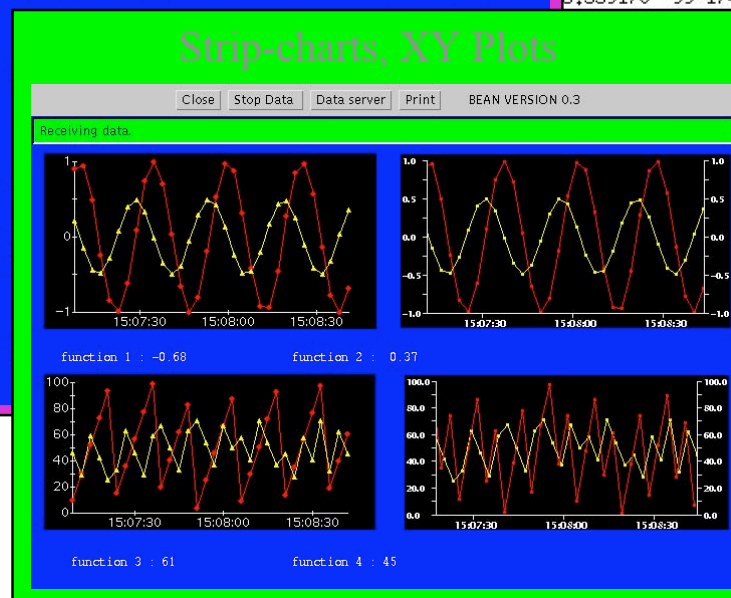 Strip-charts, XY Plots
Close Stop Data Data server Print BEAN VERSION 0.3
Receiving data.
1 0 -1 15:07:30 15:08:00 15:08:30
1.0 0.5 0.0 -0.5 -1.0 15:07:30 15:08:00 15:08:30 1.0 0.5 0.0 -0.5 -1.0
function 1 : -0.68 function 2 : 0.37
100 80 60 40 20 0 15:07:30 15:08:00 15:08:30
100.0 80.0 60.0 40.0 20.0 0.0 15:07:30 15:08:00 15:08:30 100.0 80.0 60.0 40.0 20.0 0.0
function 3 : 61 function 4 : 45